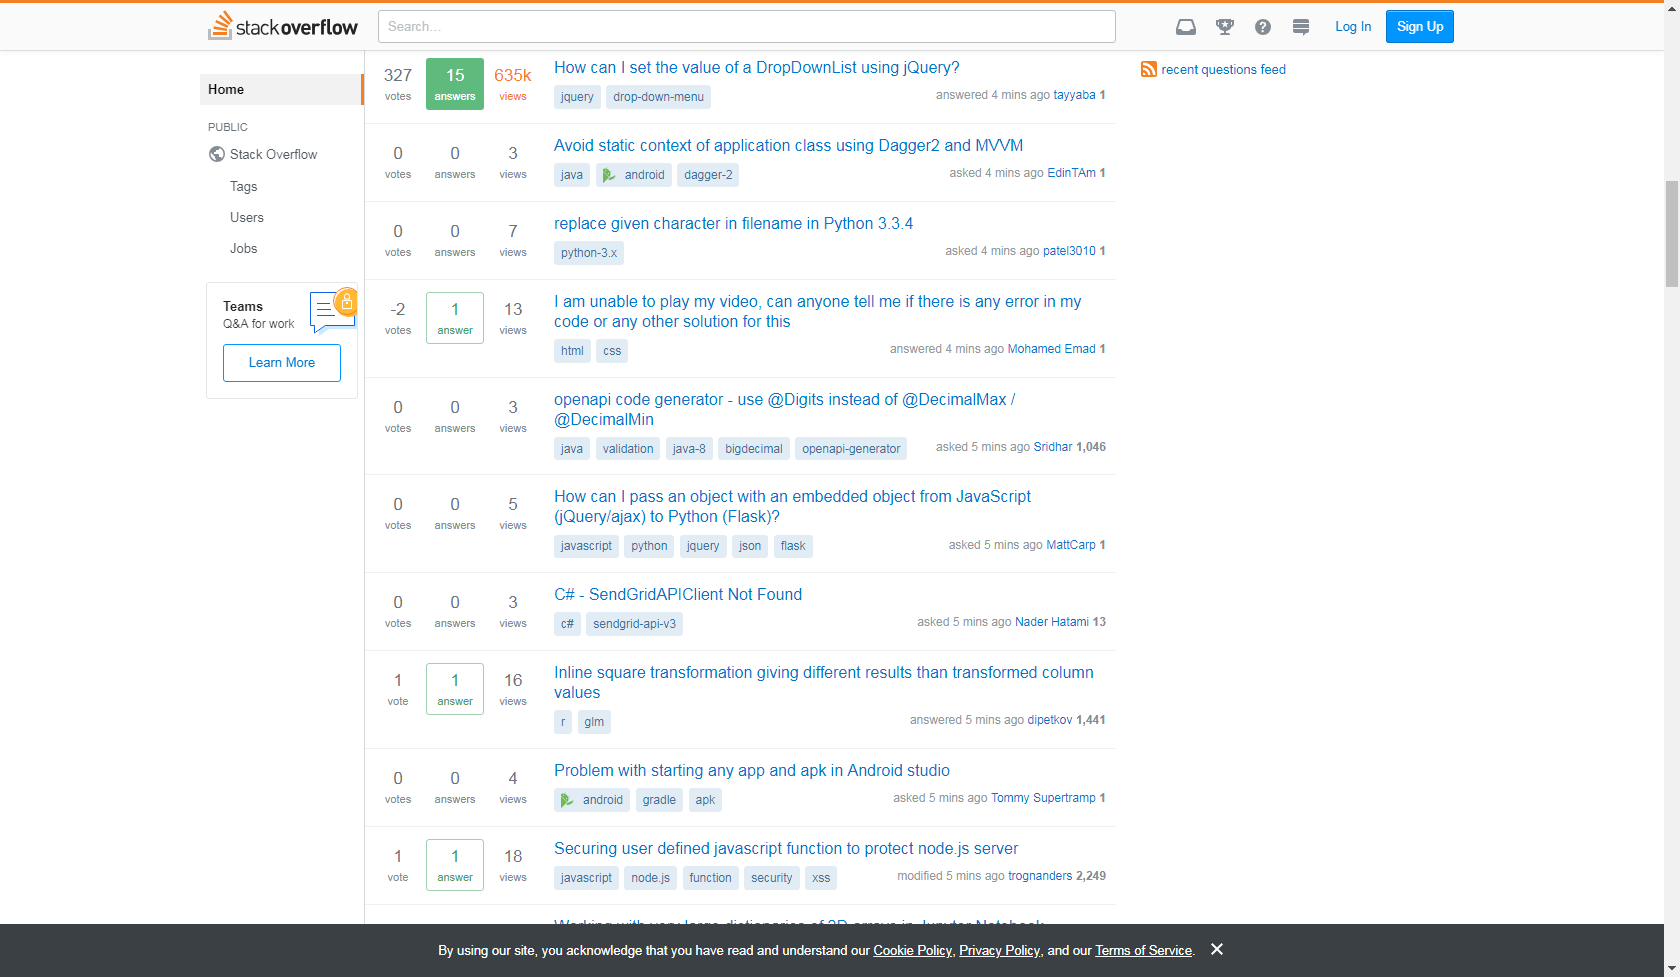 stackoverflow
Search...
Log In
Sign Up
Home
PUBLIC
Stack Overflow
Tags
Users
Jobs
Teams
Q&A for work
Learn More
327 votes 15 answers 635k views
How can I set the value of a DropDownList using jQuery?
jquery drop-down-menu
answered 4 mins ago tayyaba 1
0 votes 0 answers 3 views
Avoid static context of application class using Dagger2 and MVVM
java android dagger-2
asked 4 mins ago EdinTAm 1
0 votes 0 answers 7 views
replace given character in filename in Python 3.3.4
python-3.x
asked 4 mins ago patel3010 1
-2 votes 1 answer 13 views
I am unable to play my video, can anyone tell me if there is any error in my
code or any other solution for this
html css
answered 4 mins ago Mohamed Emad 1
0 votes 0 answers 3 views
openapi code generator - use @Digits instead of @DecimalMax /
@DecimalMin
java validation java-8 bigdecimal openapi-generator
asked 5 mins ago Sridhar 1,046
0 votes 0 answers 5 views
How can I pass an object with an embedded object from JavaScript
(jQuery/ajax) to Python (Flask)?
javascript python jquery json flask
asked 5 mins ago MattCarp 1
0 votes 0 answers 3 views
C# - SendGridAPIClient Not Found
c# sendgrid-api-v3
asked 5 mins ago Nader Hatami 13
1 vote 1 answer 16 views
Inline square transformation giving different results than transformed column
values
r glm
answered 5 mins ago dipetkov 1,441
0 votes 0 answers 4 views
Problem with starting any app and apk in Android studio
android gradle apk
asked 5 mins ago Tommy Supertramp 1
1 vote 1 answer 18 views
Securing user defined javascript function to protect node.js server
javascript node.js function security xss
modified 5 mins ago trognanders 2,249
Working with very large dictionaries of 2D arrays in Jupyter Notebook
recent questions feed
By using our site, you acknowledge that you have read and understand our Cookie Policy, Privacy Policy, and our Terms of Service.